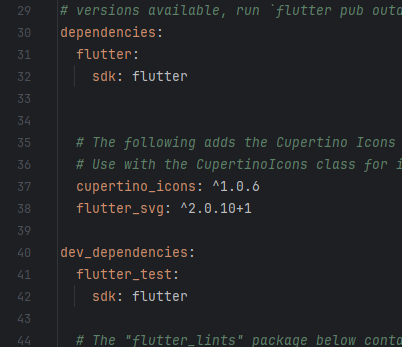 29 # versions available, run `flutter pub outd
30 dependencies:
31 flutter:
32 sdk: flutter
33
34
35 # The following adds the Cupertino Icons
36 # Use with the CupertinoIcons class for i
37 cupertino_icons: ^1.0.6
38 flutter_svg: ^2.0.10+1
39
40 dev_dependencies:
41 flutter_test:
42 sdk: flutter
43
44 # The "flutter_lints" package below conta